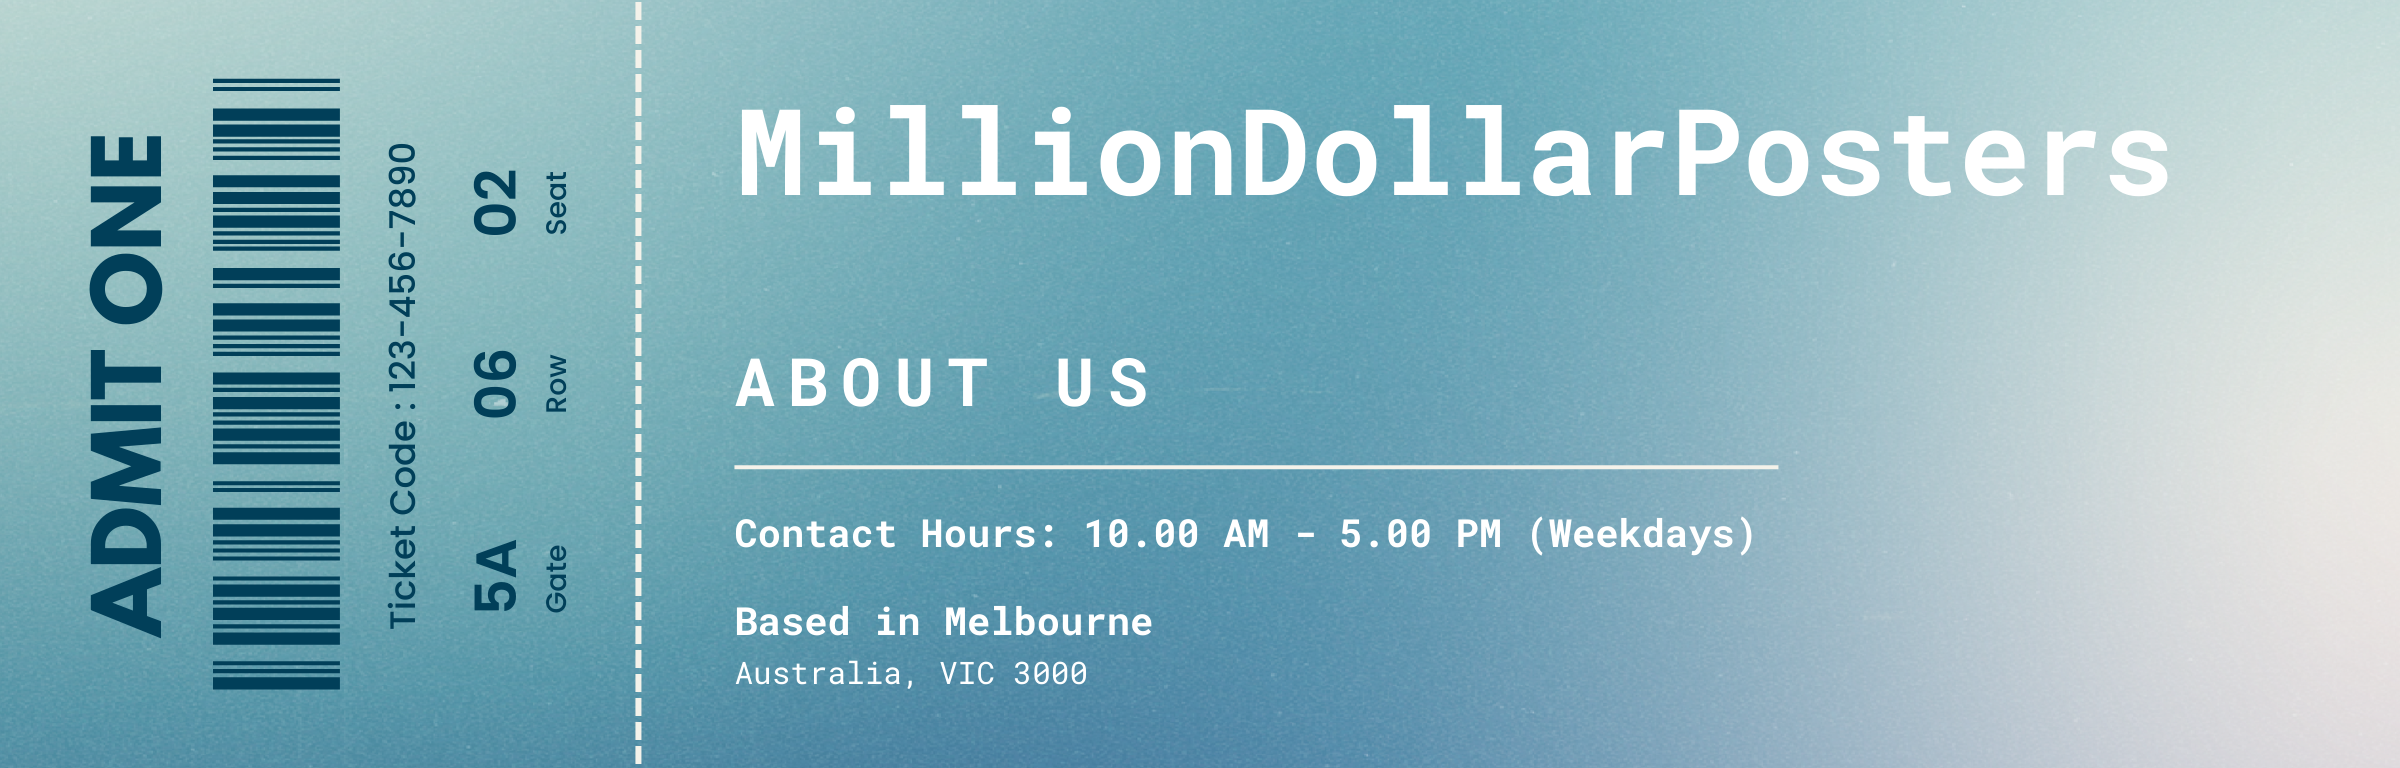 ADMIT ONE
Ticket Code : 123-456-7890
5A
Gate
06
Row
02
Seat
MillionDollarPosters
ABOUT US
Contact Hours: 10.00 AM - 5.00 PM (Weekdays)
Based in Melbourne
Australia, VIC 3000